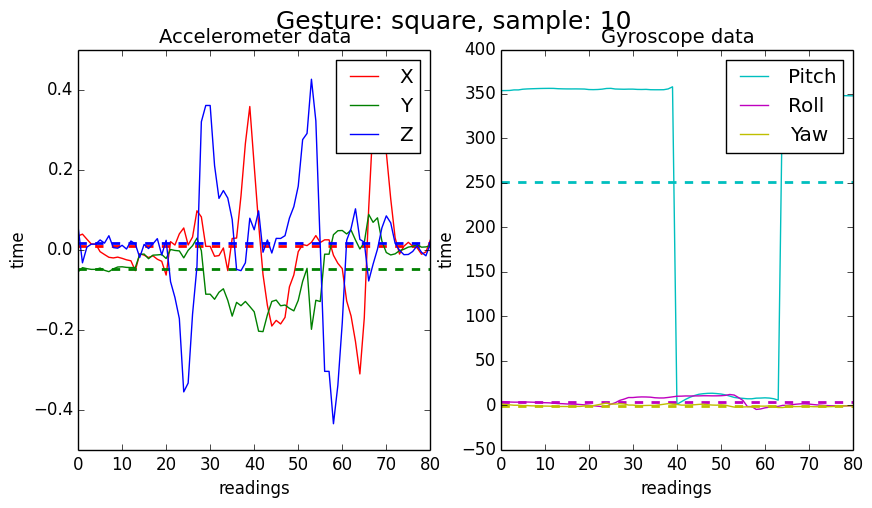 Gesture: square, sample: 10
Accelerometer data
0.4
0.2
0.0
−0.2
−0.4
time
0 10 20 30 40 50 60 70 80
readings
X
Y
Z
Gyroscope data
400
350
300
250
200
150
100
50
0
−50
time
0 10 20 30 40 50 60 70 80
readings
Pitch
Roll
Yaw